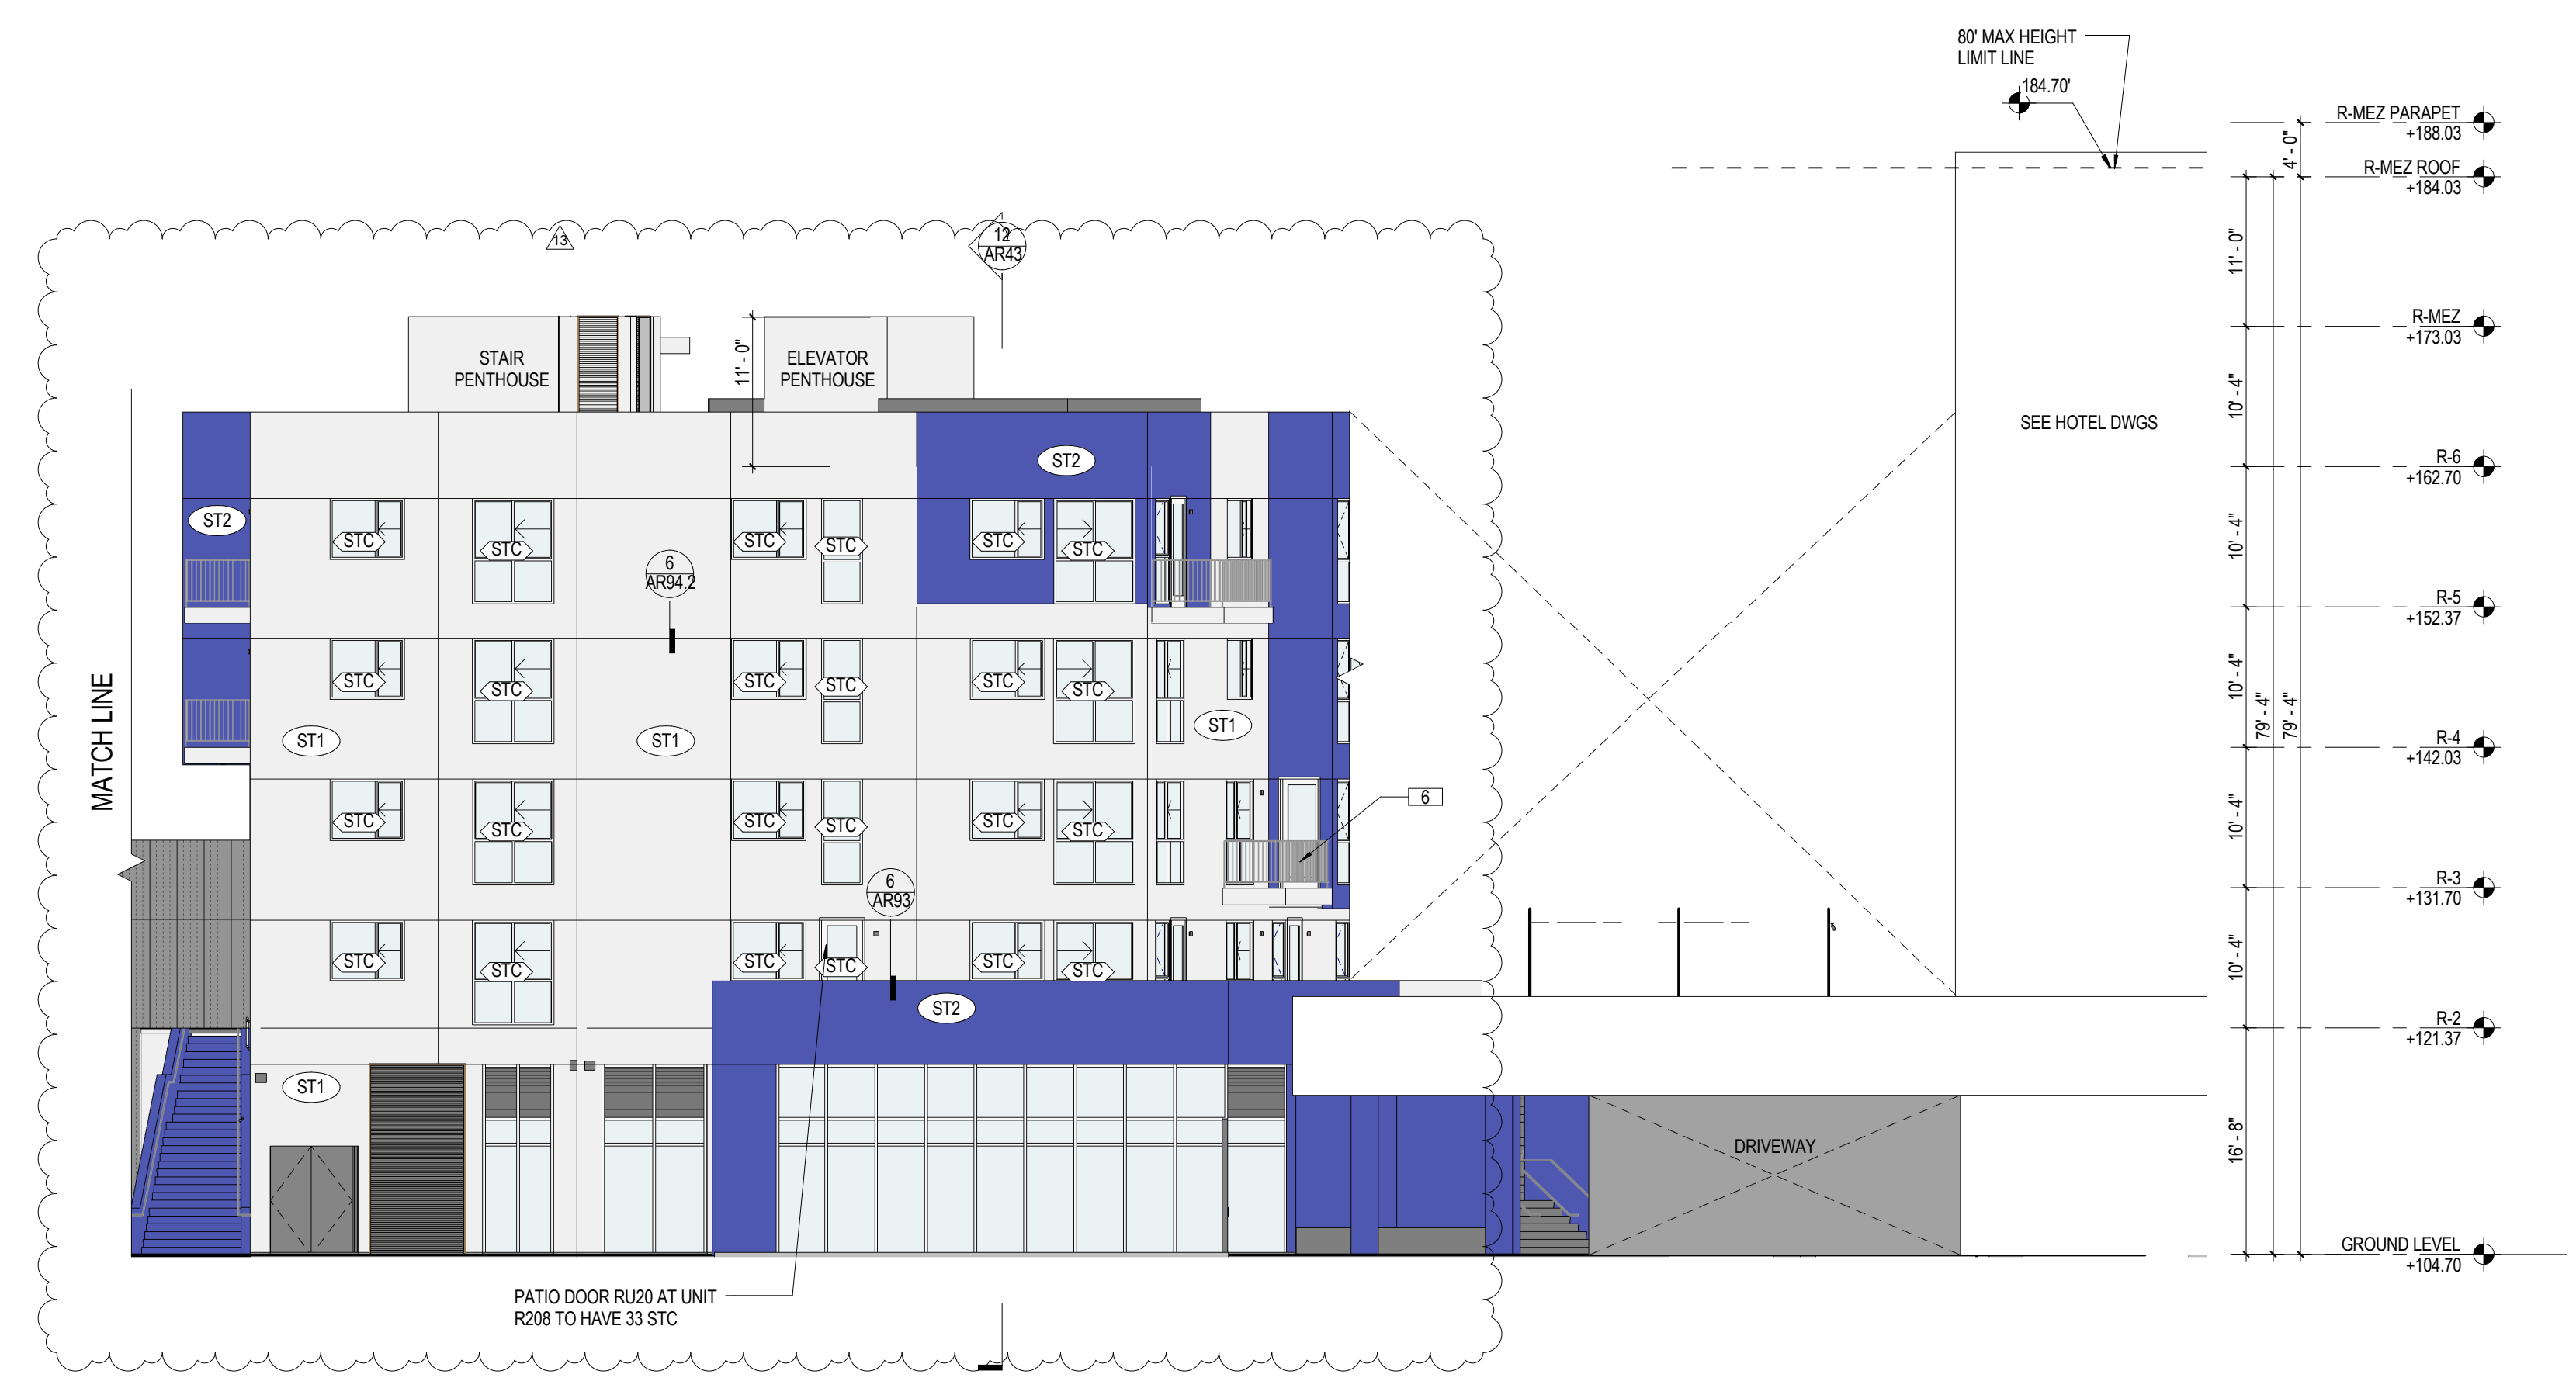 80' MAX HEIGHT
LIMIT LINE
184.70'
R-MEZ PARAPET
+188.03
4' - 0"
R-MEZ ROOF
+184.03
13
12
AR43
11' - 0"
R-MEZ
+173.03
STAIR
PENTHOUSE
11' - 0"
ELEVATOR
PENTHOUSE
10' - 4"
SEE HOTEL DWGS
ST2
R-6
+162.70
ST2
STC
STC
STC
STC
STC
STC
10' - 4"
6
AR94.2
R-5
+152.37
STC
STC
STC
STC
STC
STC
10' - 4"
MATCH LINE
ST1
ST1
ST1
79' - 4"
79' - 4"
R-4
+142.03
6
STC
STC
STC
STC
STC
STC
10' - 4"
6
AR93
R-3
+131.70
STC
STC
STC
STC
STC
STC
10' - 4"
ST2
R-2
+121.37
ST1
DRIVEWAY
16' - 8"
GROUND LEVEL
+104.70
PATIO DOOR RU20 AT UNIT
R208 TO HAVE 33 STC